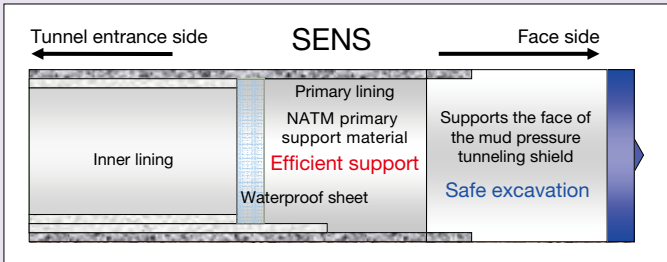 Tunnel entrance side
SENS
Face side
Primary lining
NATM primary
support material
Efficient support
Inner lining
Waterproof sheet
Supports the face of
the mud pressure
tunneling shield
Safe excavation